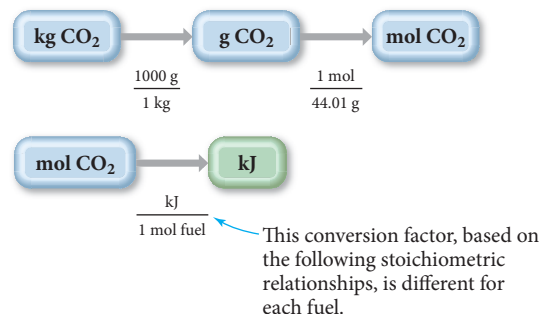 kg CO₂ g CO₂ mol CO₂
1000 g
1 kg
1 mol
44.01 g
mol CO₂ kJ
kJ
1 mol fuel
This conversion factor, based on
the following stoichiometric
relationships, is different for
each fuel.